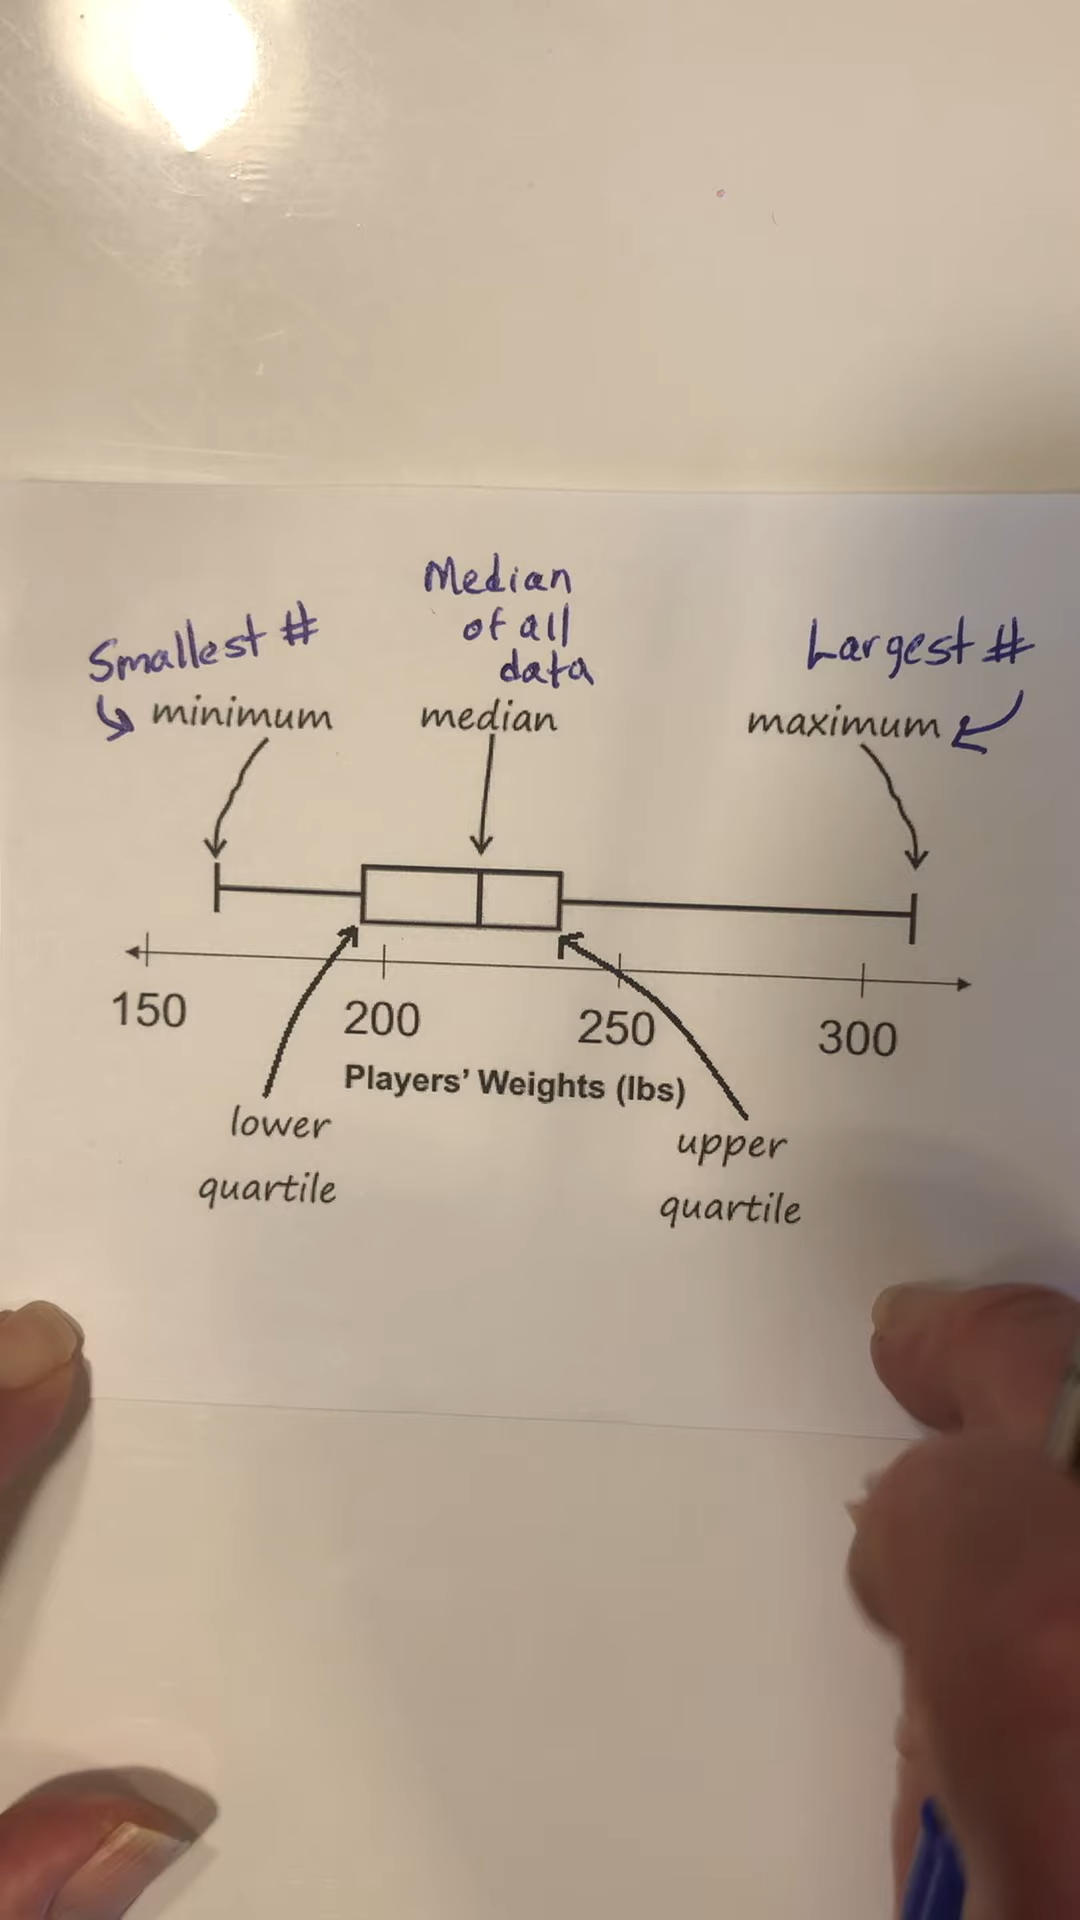 Median
of all
data
Smallest #
Largest #
minimum
median
maximum
150
200
250
300
Players' Weights (lbs)
lower
quartile
upper
quartile